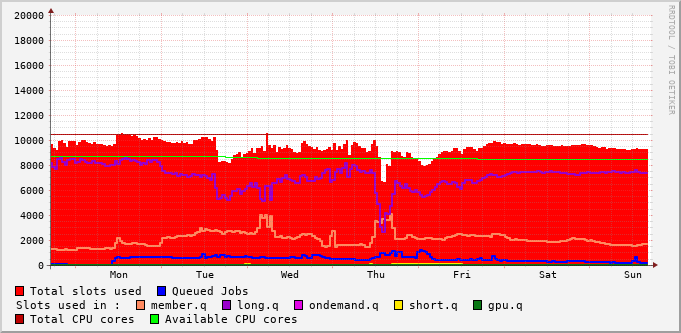 20000
18000
16000
14000
12000
10000
8000
6000
4000
2000
0
Mon Tue Wed Thu Fri Sat Sun
RRDTOOL / TOBI OETIKER
Total slots used Queued Jobs
Slots used in : member.q long.q ondemand.q short.q gpu.q
Total CPU cores Available CPU cores